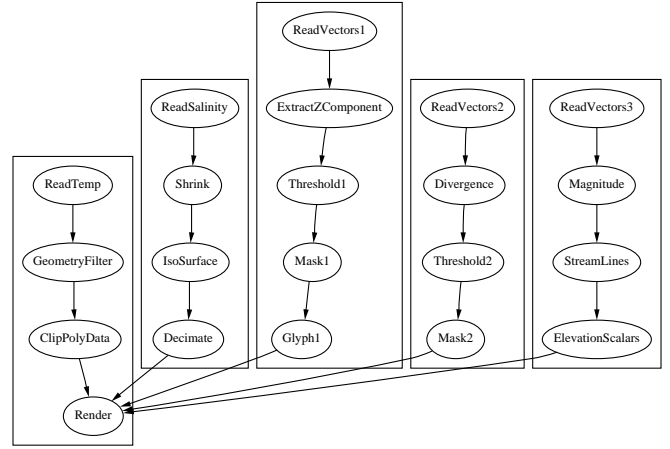 ReadVectors1
ReadSalinity
ExtractZComponent
ReadVectors2
ReadVectors3
ReadTemp
Shrink
Threshold1
Divergence
Magnitude
GeometryFilter
IsoSurface
Mask1
Threshold2
StreamLines
ClipPolyData
Decimate
Glyph1
Mask2
ElevationScalars
Render